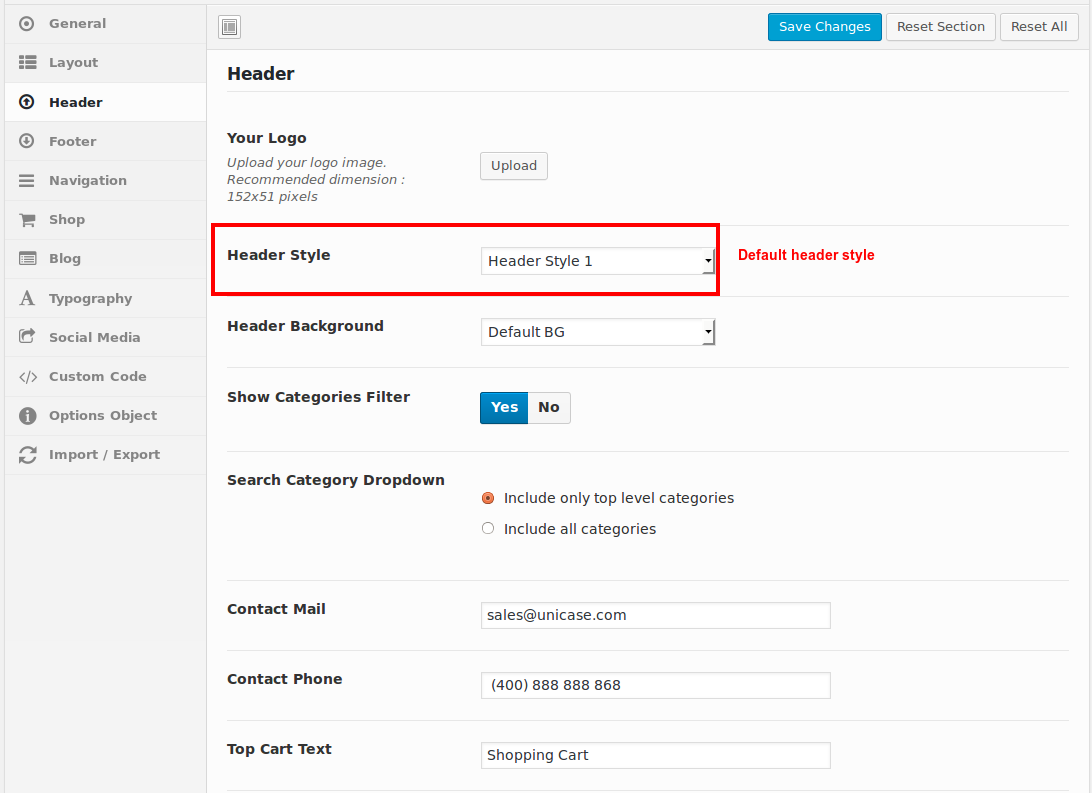 General
Layout
Header
Footer
Navigation
Shop
Blog
Typography
Social Media
Custom Code
Options Object
Import / Export
Save Changes
Reset Section
Reset All
Header
Your Logo
Upload your logo image.
Recommended dimension :
152x51 pixels
Upload
Header Style
Header Style 1
Default header style
Header Background
Default BG
Show Categories Filter
Yes
No
Search Category Dropdown
Include only top level categories
Include all categories
Contact Mail
sales@unicase.com
Contact Phone
(400) 888 888 868
Top Cart Text
Shopping Cart